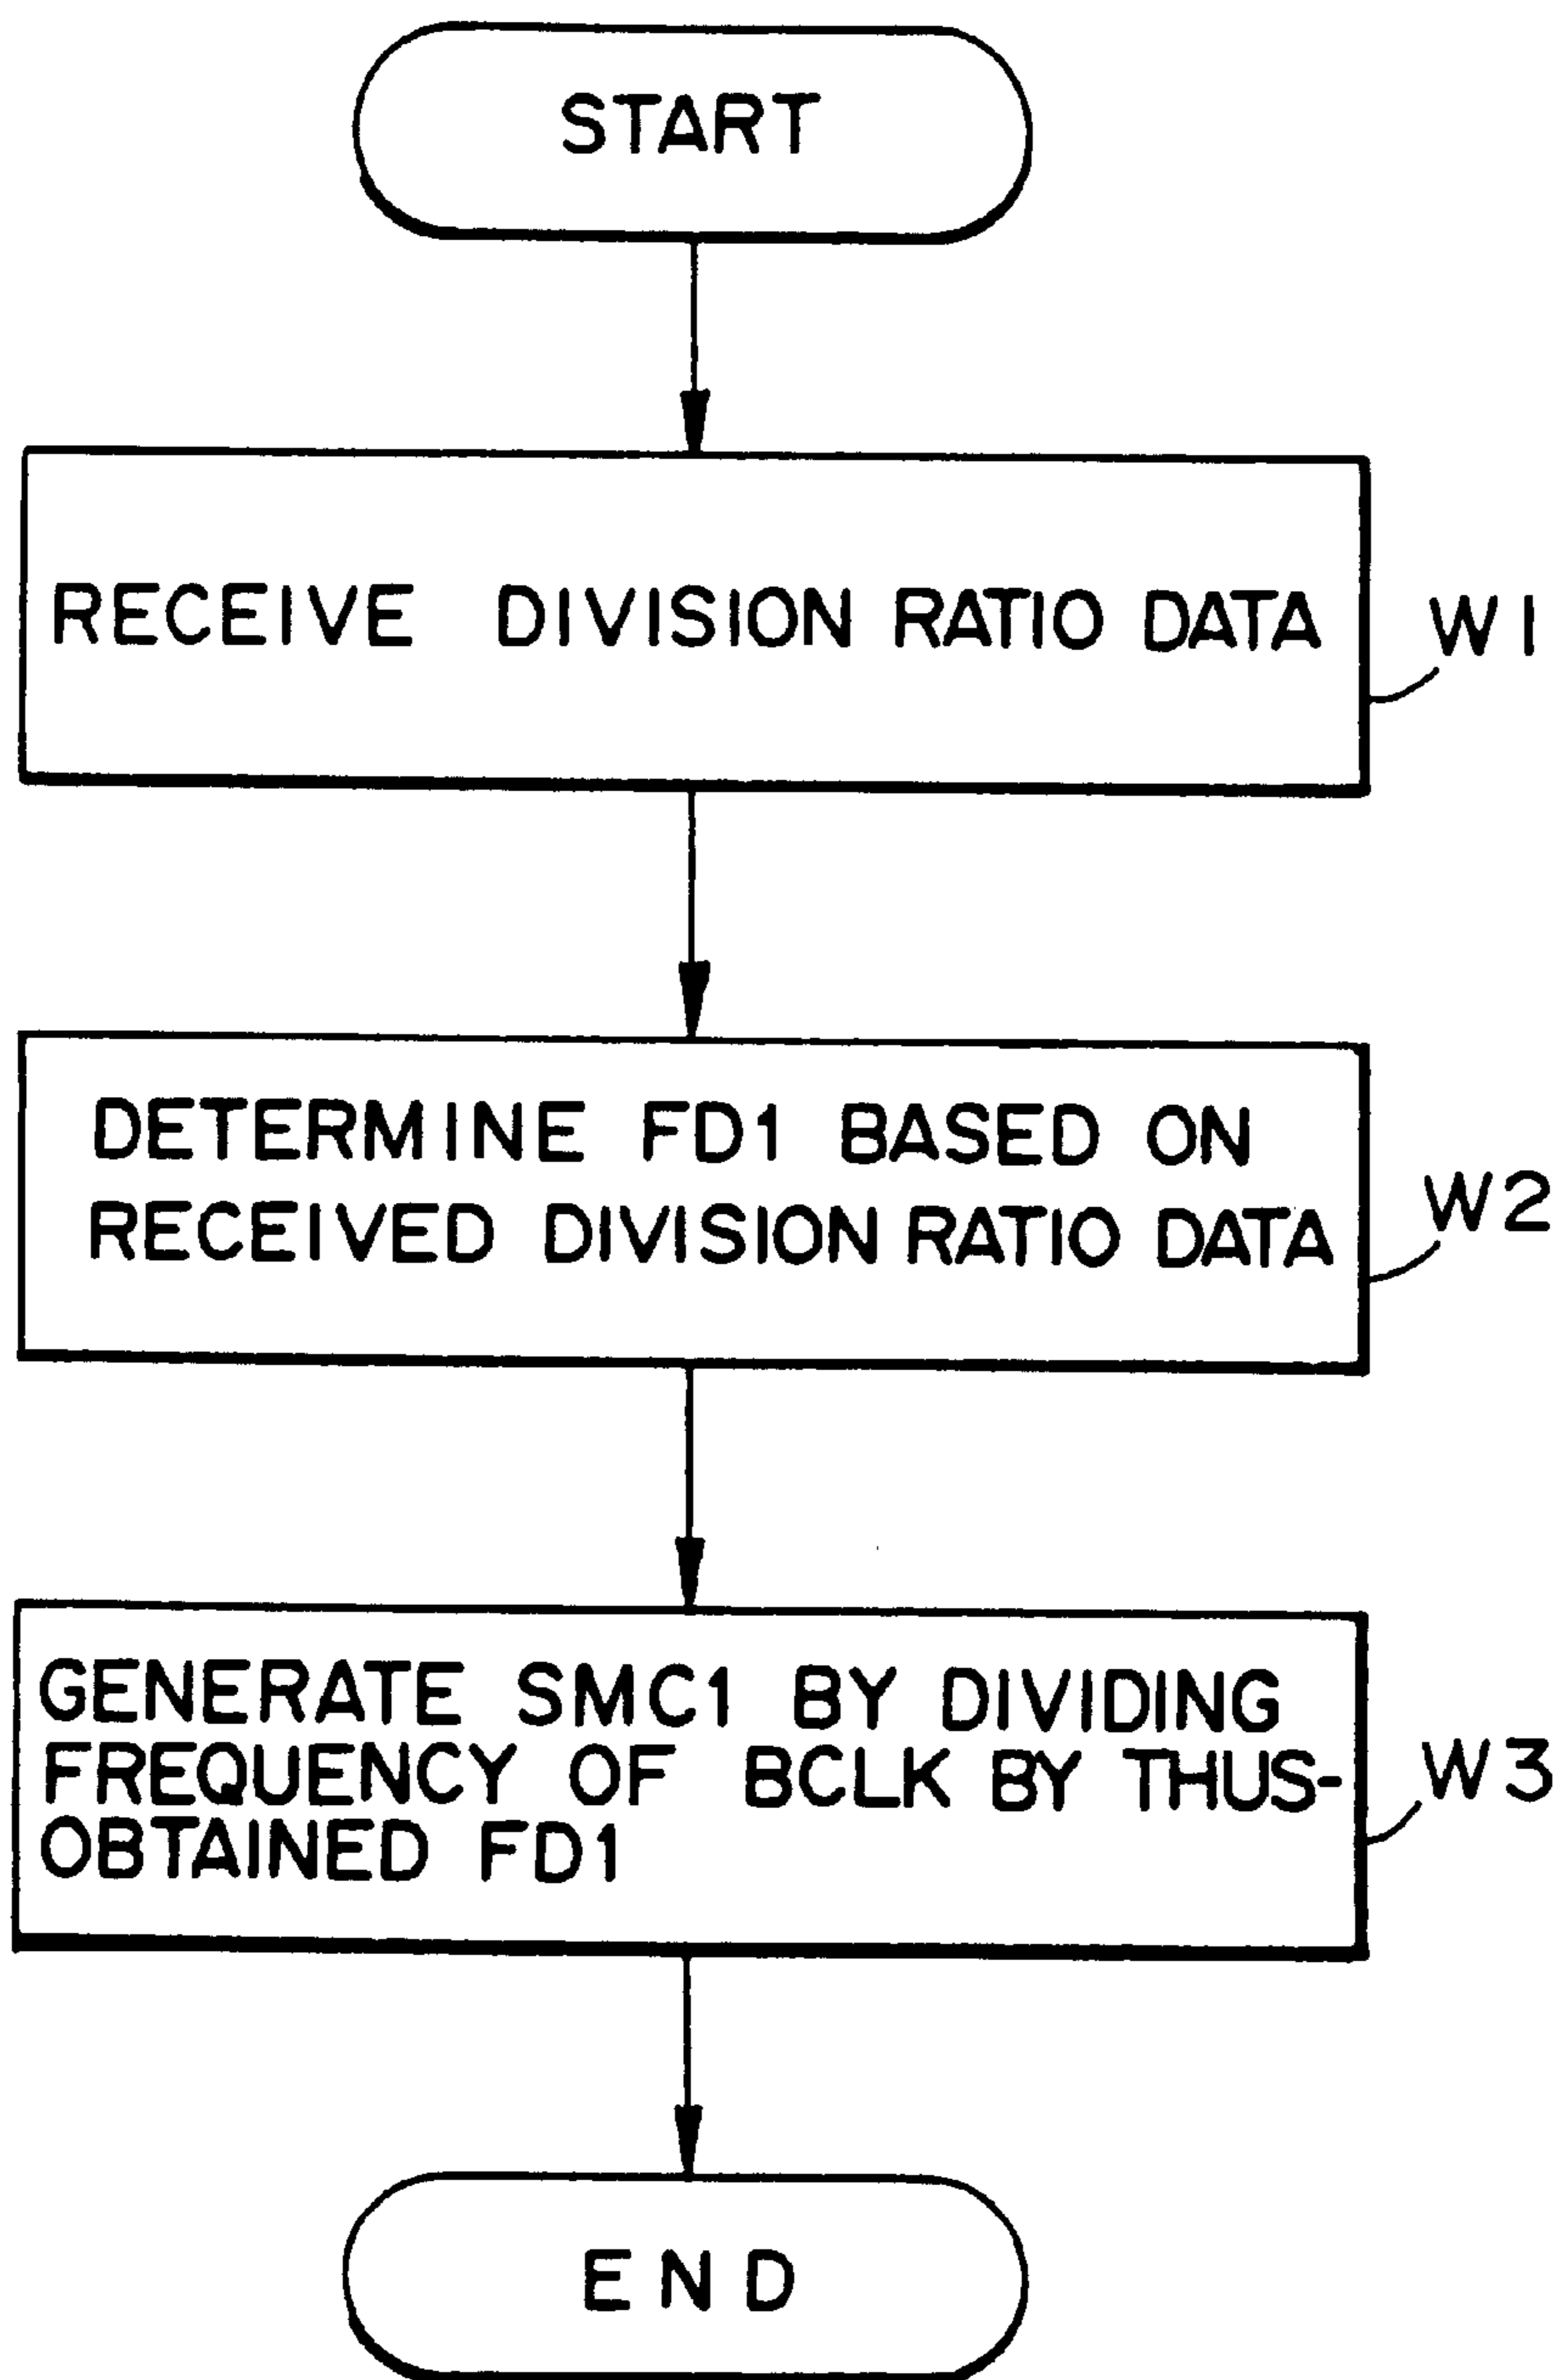 START
RECEIVE DIVISION RATIO DATA
W1
DETERMINE FD1 BASED ON
RECEIVED DIVISION RATIO DATA
W2
GENERATE SMC1 BY DIVIDING
FREQUENCY OF BCLK BY THUS-
OBTAINED FD1
W3
END